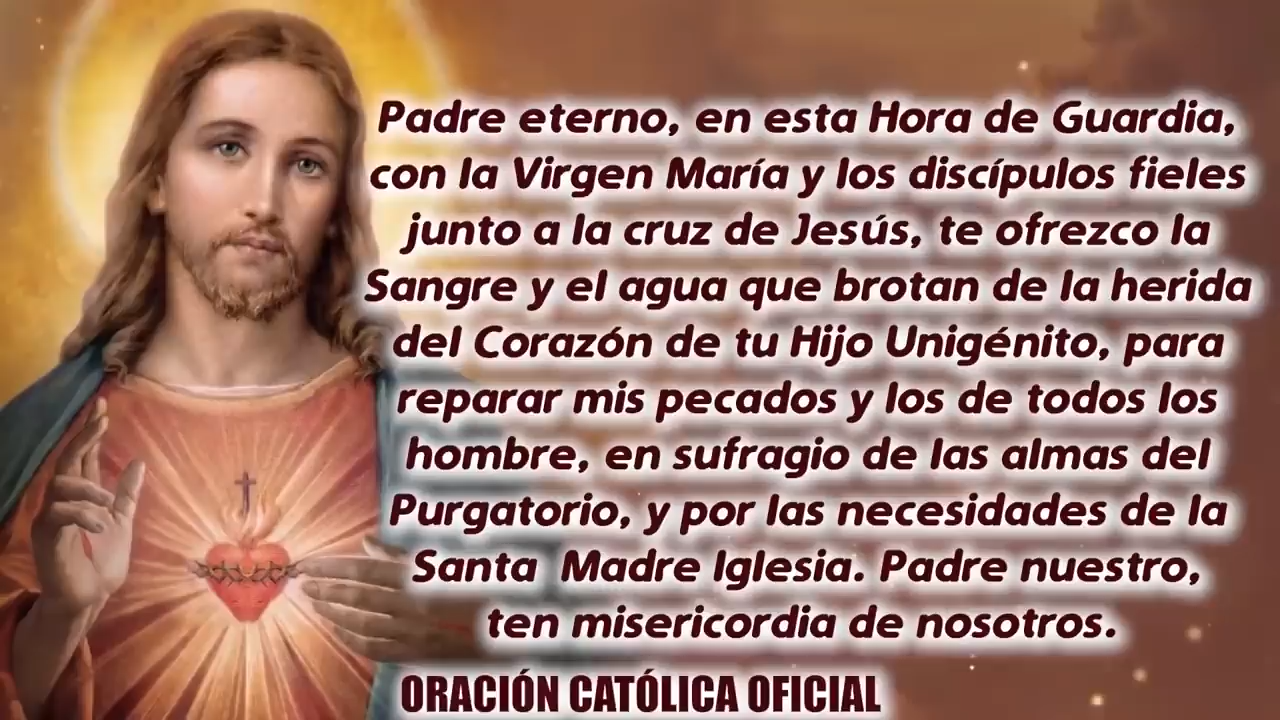 Padre eterno, en esta Hora de Guardia,
con la Virgen María y los discípulos fieles
junto a la cruz de Jesús, te ofrezco la
Sangre y el agua que brotan de la herida
del Corazón de tu Hijo Unigénito, para
reparar mis pecados y los de todos los
hombre, en sufragio de las almas del
Purgatorio, y por las necesidades de la
Santa  Madre Iglesia. Padre nuestro,
ten misericordia de nosotros.
ORACIÓN CATÓLICA OFICIAL